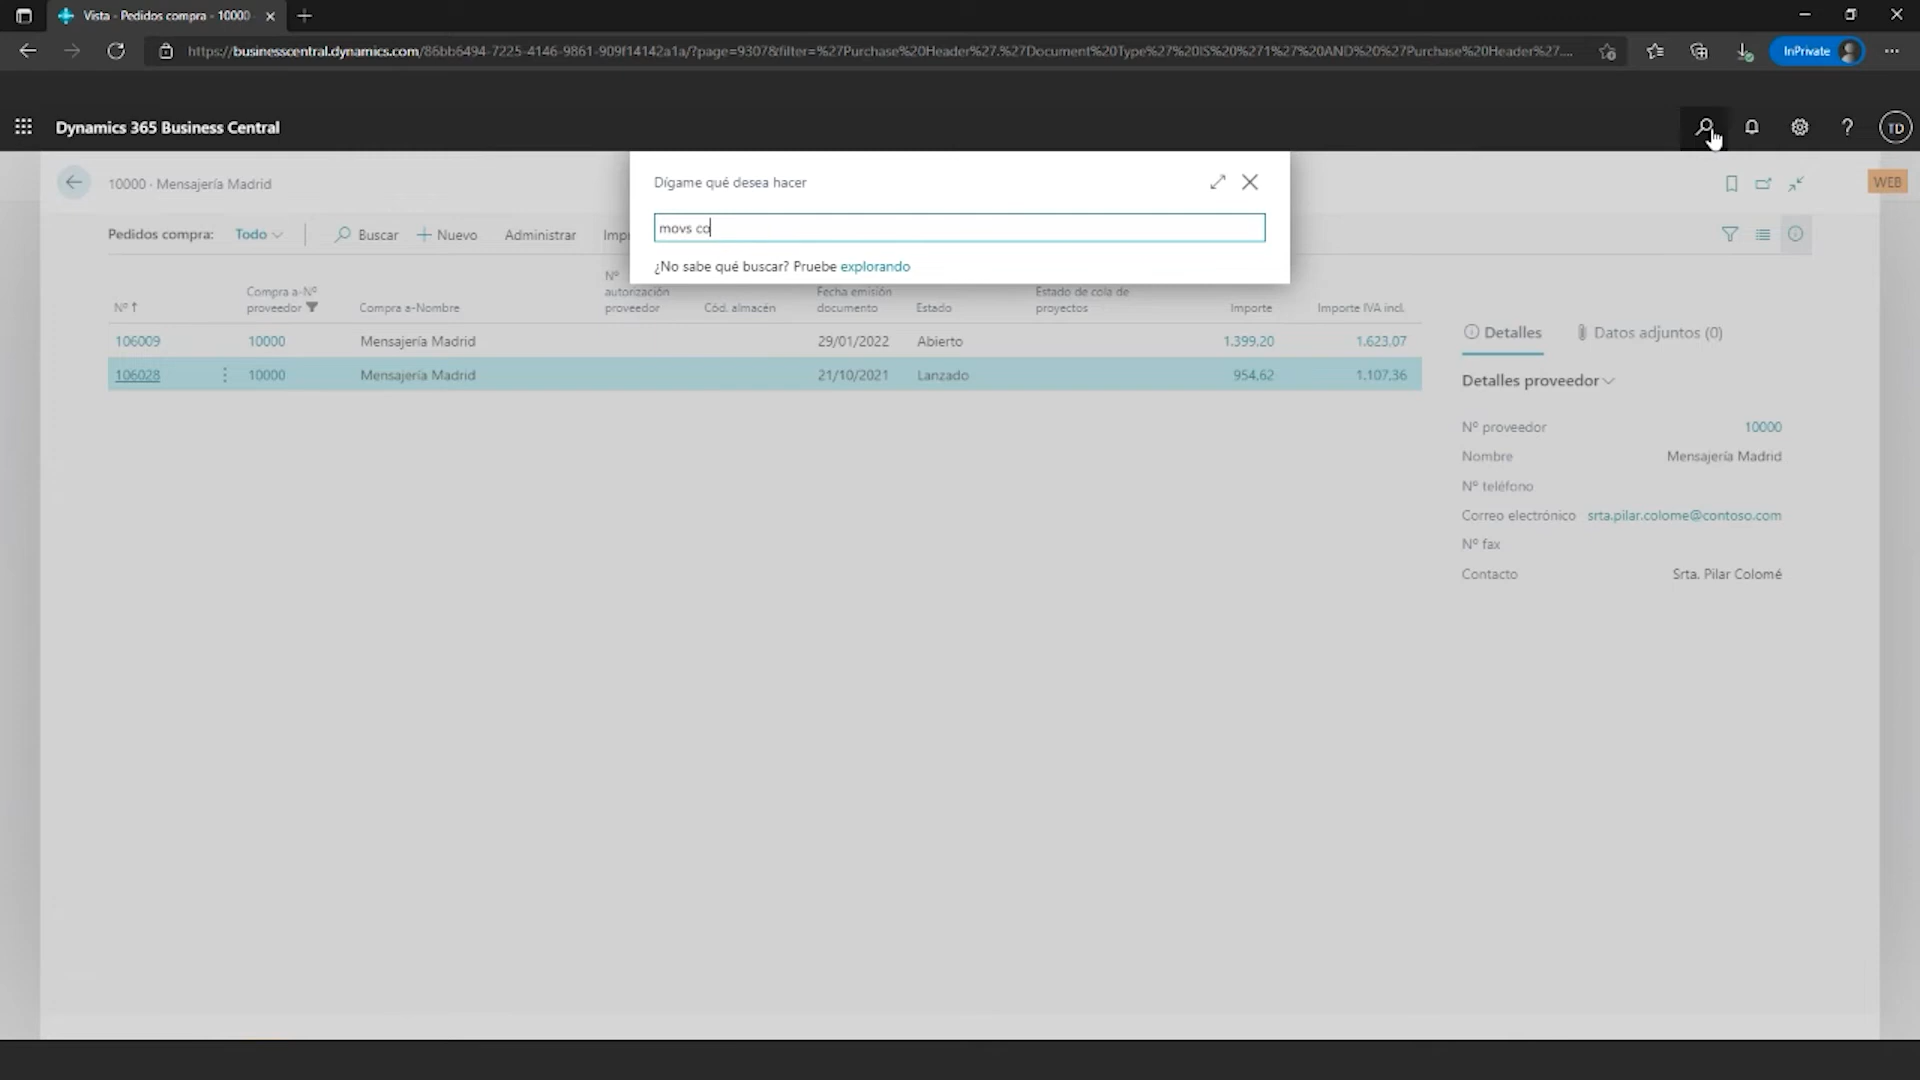 Vista - Pedidos compra - 10000
https://businesscentral.dynamics.com/86bb6494-7225-4146-9861-909f14142a1a/?page=9307&filter=%27Purchase%20Header%27.%27Document%20Type%27%20IS%20%271%27%20AND%20%27Purchase%20Header%27....
InPrivate
Dynamics 365 Business Central
?
TD
10000 · Mensajería Madrid
Dígame qué desea hacer
WEB
movs co
¿No sabe qué buscar? Pruebe explorando
Pedidos compra: Todo
Buscar
+ Nuevo
Administrar
Impr
Nº ↑
Compra a-Nº
proveedor
Compra a-Nombre
Nº
autorización
proveedor
Cód. almacén
Fecha emisión
documento
Estado
Estado de cola de
proyectos
Importe
Importe IVA incl.
106009 10000 Mensajería Madrid 29/01/2022 Abierto 1.399,20 1.623,07
106028 10000 Mensajería Madrid 21/10/2021 Lanzado 954,62 1.107,36
Detalles
Datos adjuntos (0)
Detalles proveedor
Nº proveedor 10000
Nombre Mensajería Madrid
Nº teléfono
Correo electrónico srta.pilar.colome@contoso.com
Nº fax
Contacto Srta. Pilar Colomé